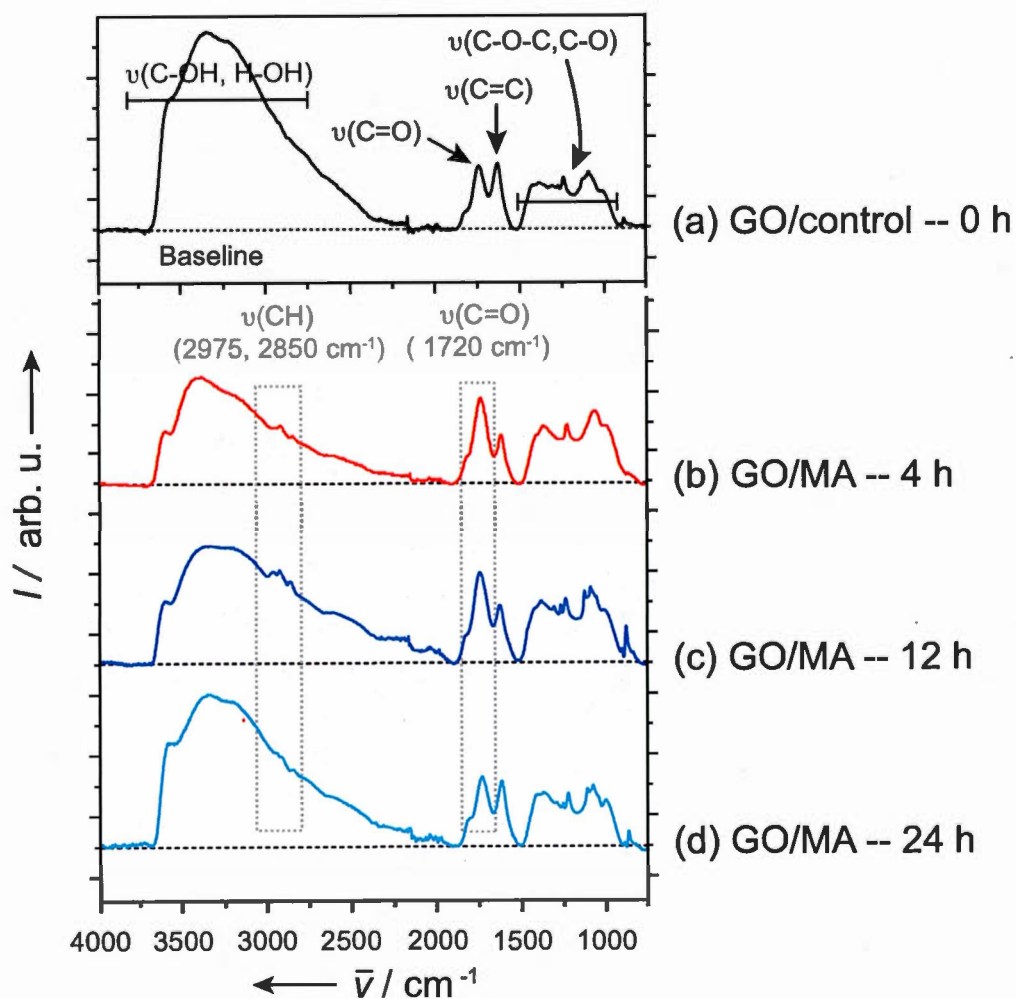 υ(C-O-C,C-O)
υ(C-OH, H-OH)
υ(C=C)
υ(C=O)
Baseline
(a) GO/control -- 0 h
υ(CH)
(2975, 2850 cm⁻¹)
υ(C=O)
( 1720 cm⁻¹)
(b) GO/MA -- 4 h
(c) GO/MA -- 12 h
(d) GO/MA -- 24 h
I / arb. u.
4000 3500 3000 2500 2000 1500 1000
ν̅ / cm⁻¹